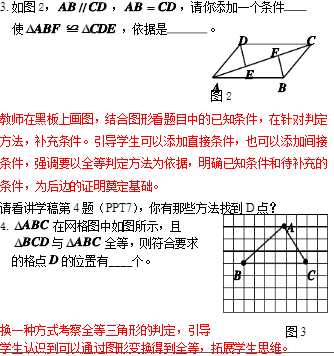 3. 如图 2，AB // CD ， AB = CD ，请你添加一个条件____
使 △ABF ≌ △CDE ，依据是______。
D C
E
A E B
图 2
教师在黑板上画图，结合图形看题目中的已知条件，在针对判定
方法，补充条件。引导学生可以添加直接条件，也可以添加间接
条件，强调要以全等判定方法为依据，明确已知条件和待补充的
条件，为后边的证明奠定基础。
请看讲学稿第 4 题（PPT7），你有那些方法找到 D 点？
4. △ABC 在网格图中如图所示，且
△BCD 与 △ABC 全等，则符合要求
的格点 D 的位置有____个。
A
B C
图 3
换一种方式考察全等三角形的判定，引导
学生认识到可以通过图形变换得到全等，拓展学生思维。